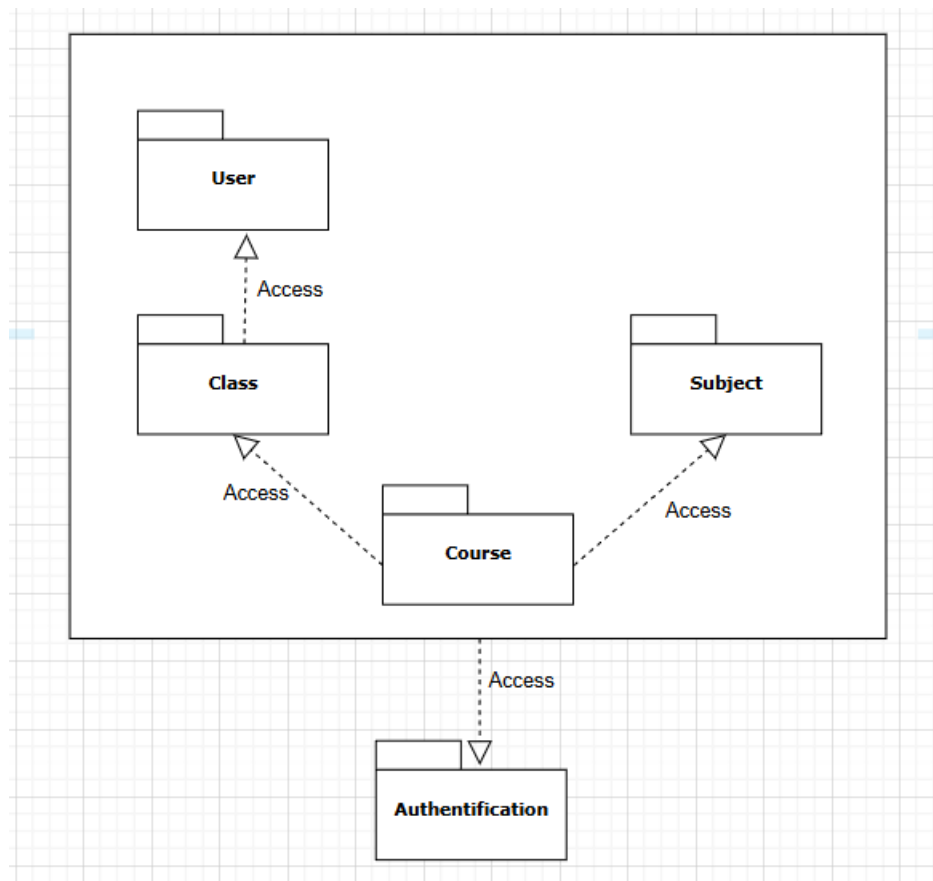 User
Access
Class
Subject
Access
Access
Course
Access
Authentification